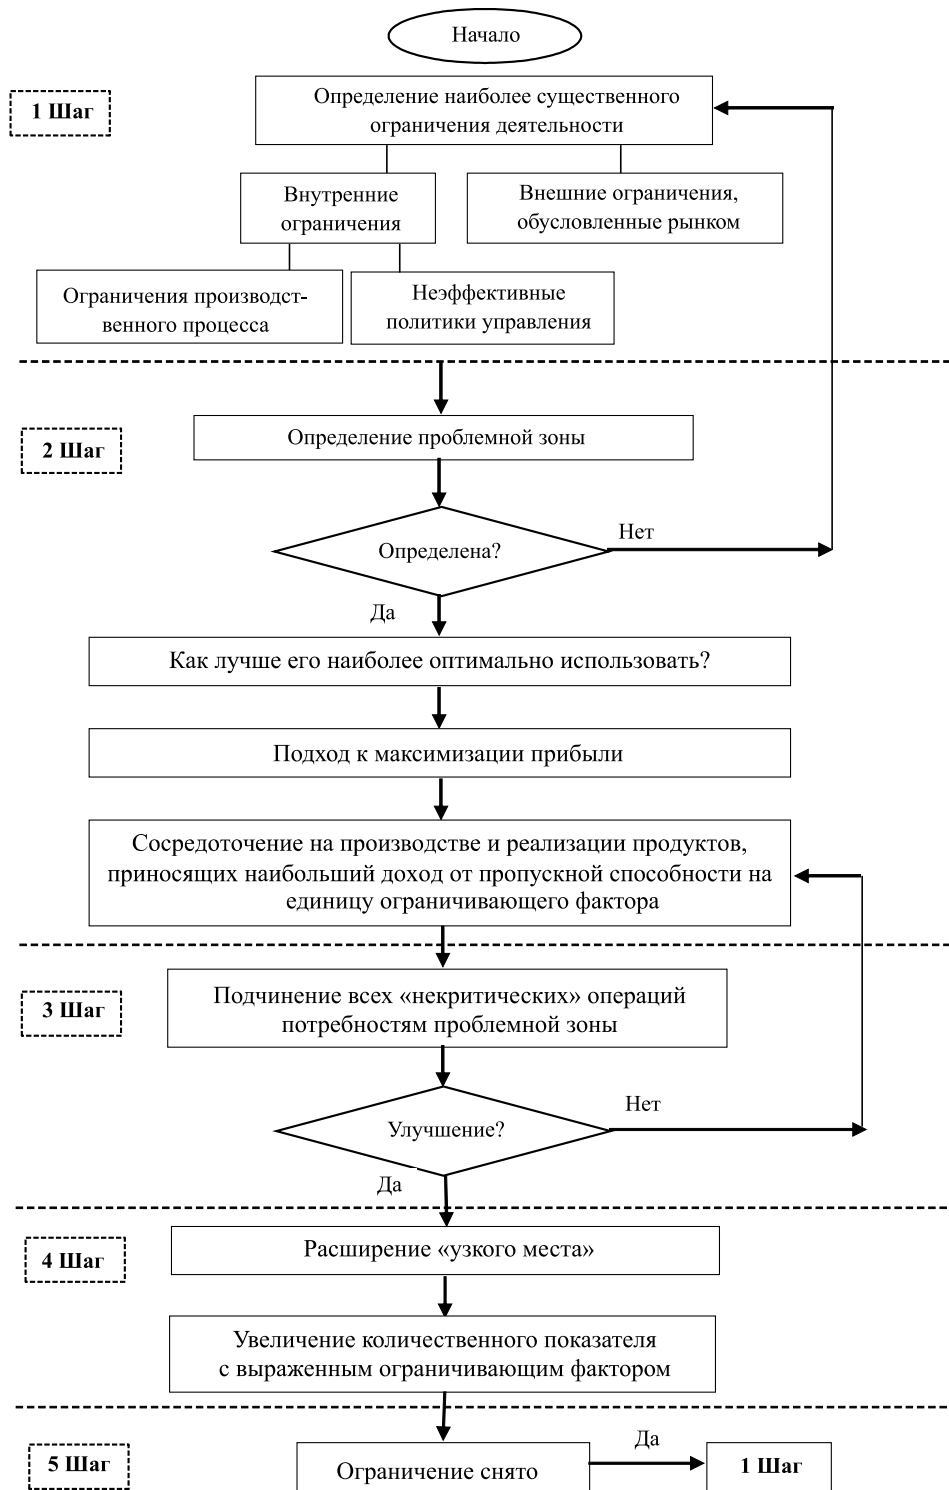 Начало
1 Шаг
Определение наиболее существенного
ограничения деятельности
Внутренние
ограничения
Внешние ограничения,
обусловленные рынком
Ограничения производст-
венного процесса
Неэффективные
политики управления
2 Шаг
Определение проблемной зоны
Определена?
Нет
Да
Как лучше его наиболее оптимально использовать?
Подход к максимизации прибыли
Сосредоточение на производстве и реализации продуктов,
приносящих наибольший доход от пропускной способности на
единицу ограничивающего фактора
3 Шаг
Подчинение всех «некритических» операций
потребностям проблемной зоны
Улучшение?
Нет
Да
4 Шаг
Расширение «узкого места»
Увеличение количественного показателя
с выраженным ограничивающим фактором
5 Шаг
Ограничение снято
Да
1 Шаг